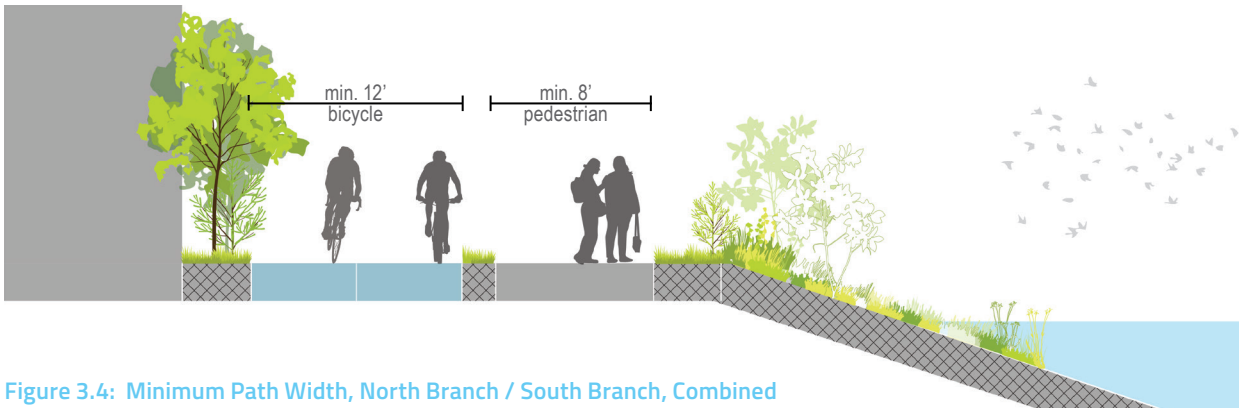 min. 12’
bicycle
min. 8’
pedestrian
Figure 3.4: Minimum Path Width, North Branch / South Branch, Combined